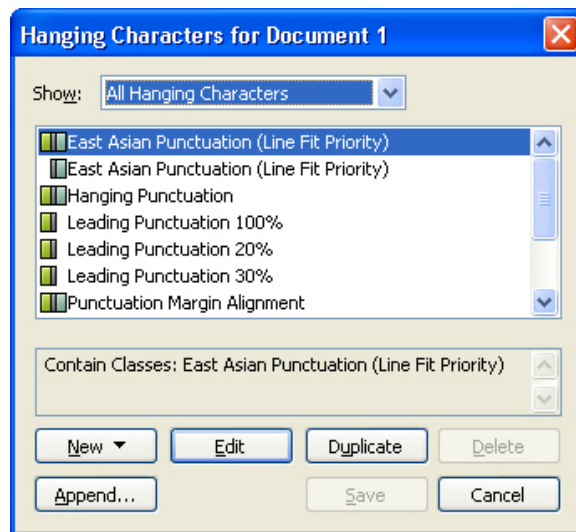 Hanging Characters for Document 1
Show: All Hanging Characters
East Asian Punctuation (Line Fit Priority)
East Asian Punctuation (Line Fit Priority)
Hanging Punctuation
Leading Punctuation 100%
Leading Punctuation 20%
Leading Punctuation 30%
Punctuation Margin Alignment
Contain Classes: East Asian Punctuation (Line Fit Priority)
New Edit Duplicate Delete
Append... Save Cancel